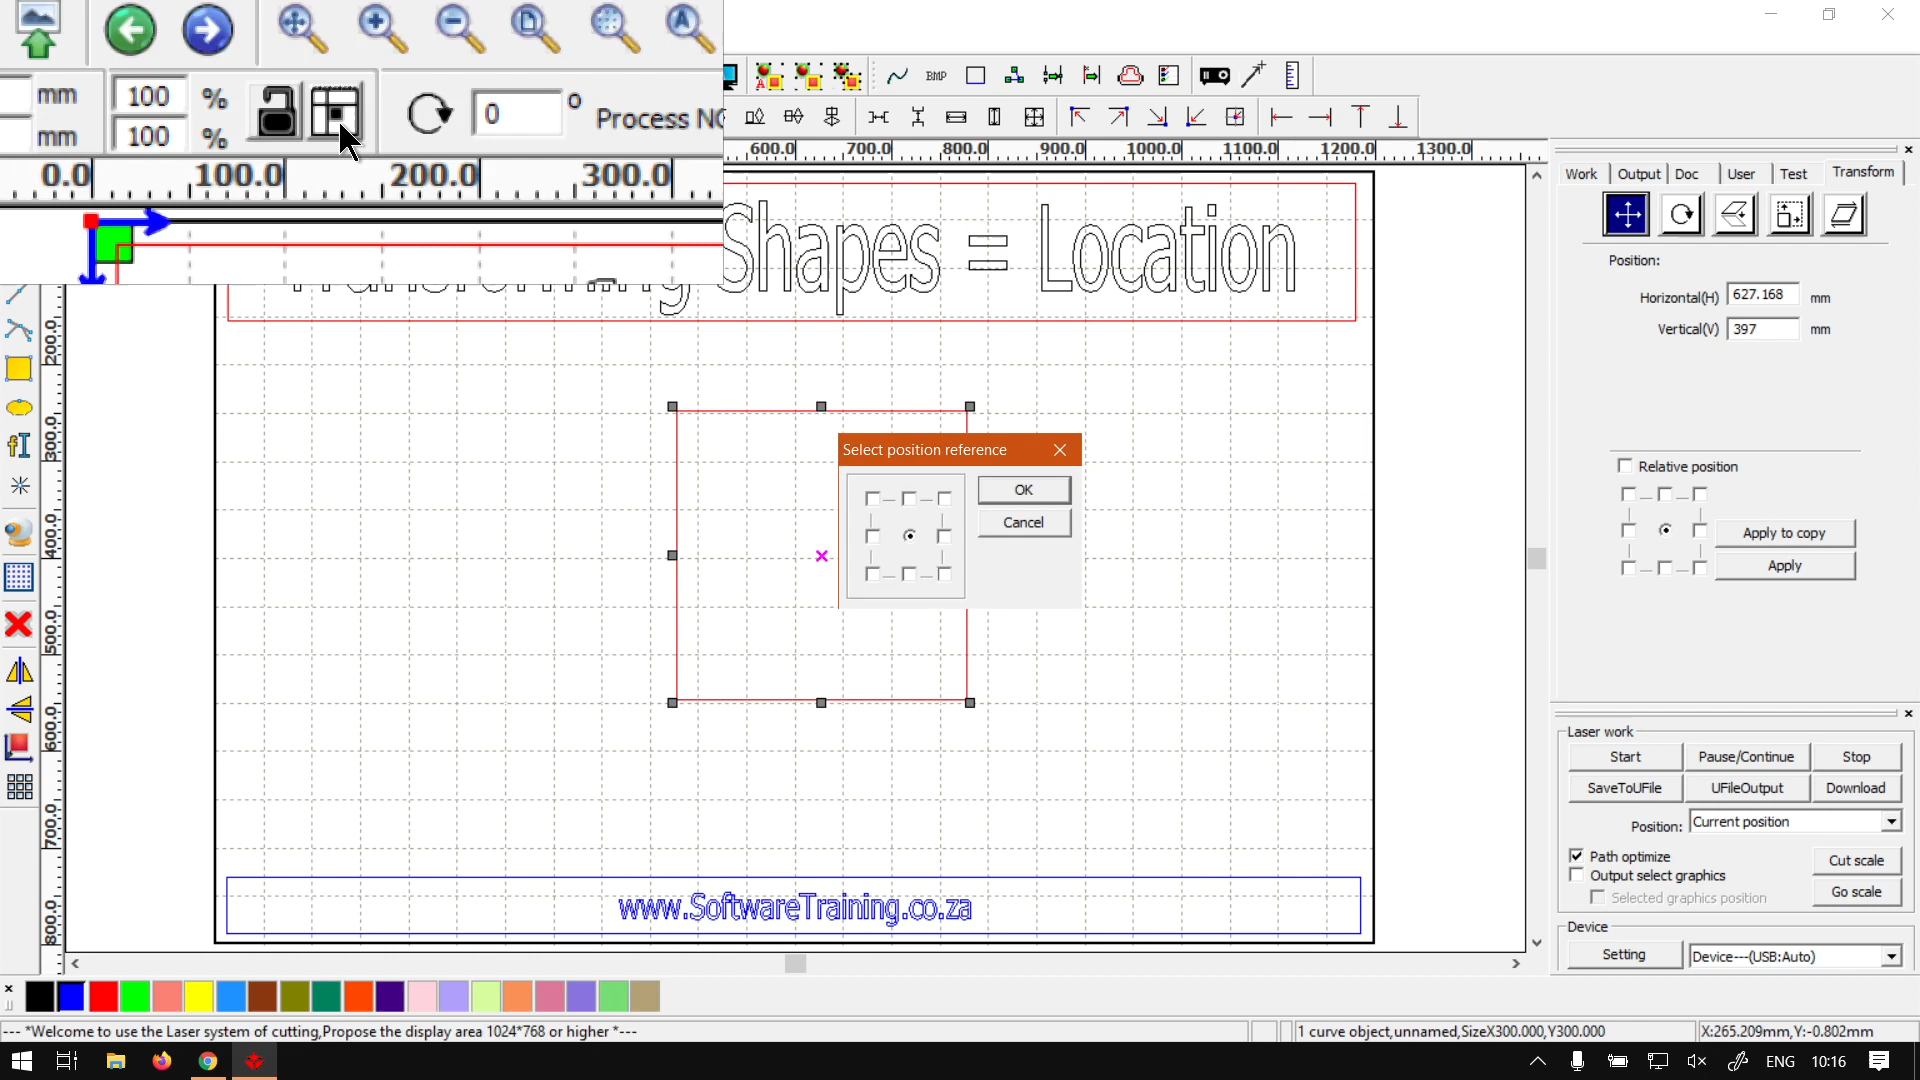 mm 100 %
mm 100 %
0 °
Process NO
BMP
0.0 100.0 200.0 300.0
600.0 700.0 800.0 900.0 1000.0 1100.0 1200.0 1300.0
200.0
300.0
400.0
500.0
600.0
700.0
800.0
Shapes = Location
Select position reference
OK
Cancel
www.SoftwareTraining.co.za
Work Output Doc User Test Transform
Position:
Horizontal(H) 627.168 mm
Vertical(V) 397 mm
Relative position
Apply to copy
Apply
Laser work
Start Pause/Continue Stop
SaveToUFile UFileOutput Download
Position: Current position
Path optimize
Output select graphics
Selected graphics position
Cut scale
Go scale
Device
Setting Device---(USB:Auto)
--- *Welcome to use the Laser system of cutting,Propose the display area 1024*768 or higher *---
1 curve object,unnamed,SizeX300.000,Y300.000
X:265.209mm,Y:-0.802mm
ENG 10:16